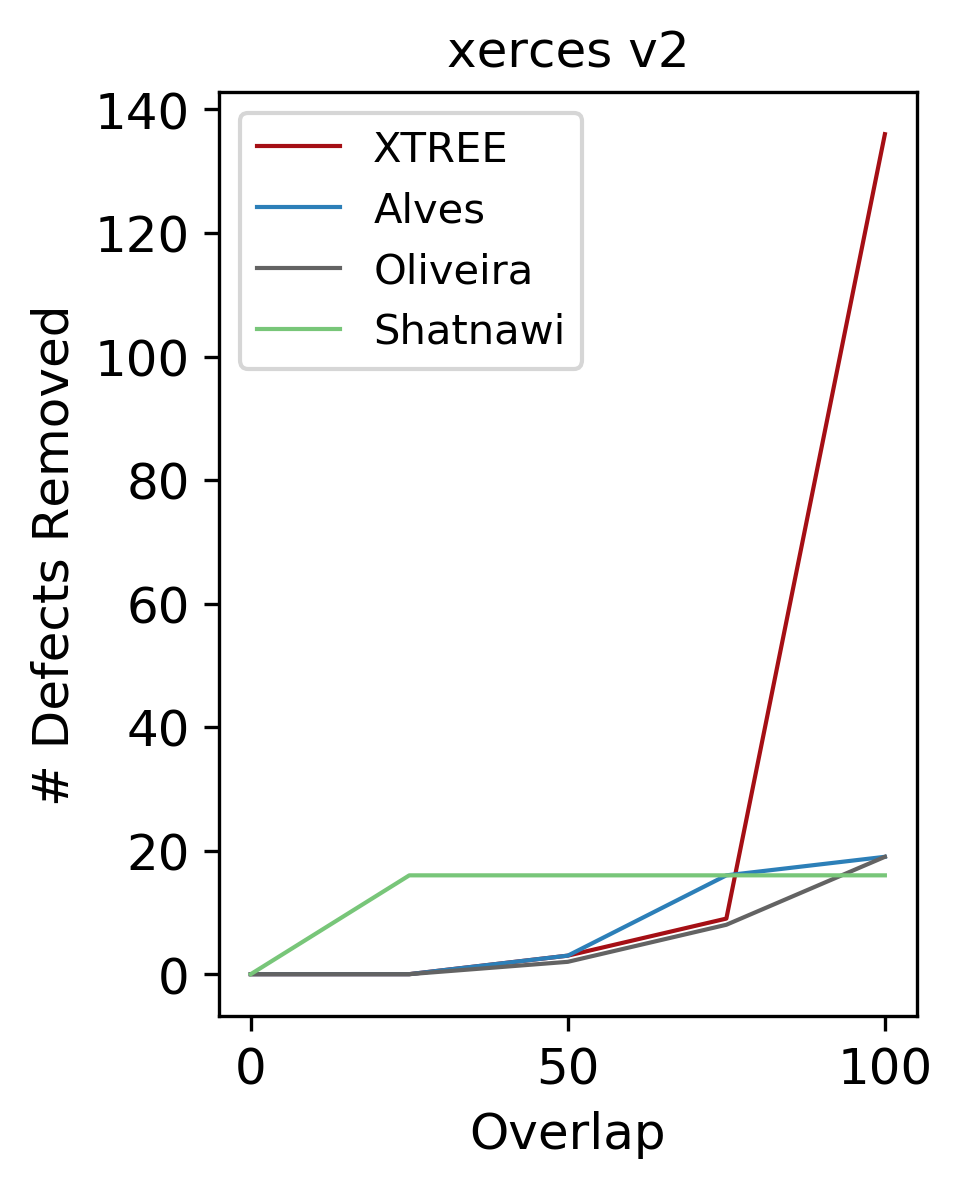 xerces v2
XTREE
Alves
Oliveira
Shatnawi
# Defects Removed
140
120
100
80
60
40
20
0
0 50 100
Overlap